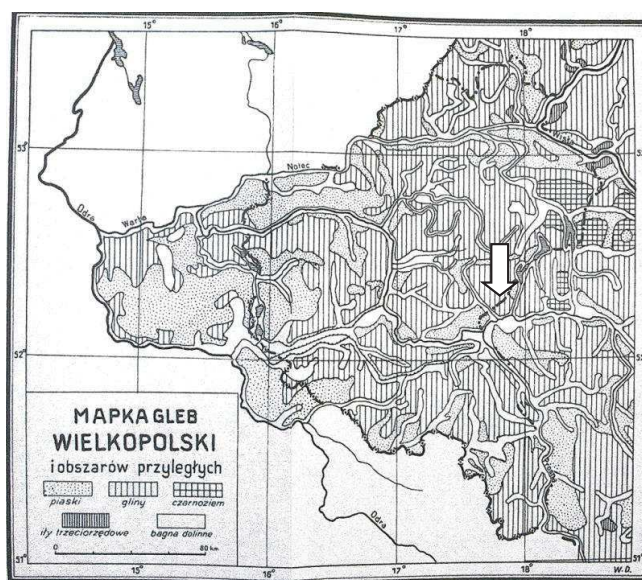 15° 16° 17° 18°
53
Noteć
Wisła
Odra
Warta
52
52
MAPKA GLEB
WIELKOPOLSKI
i obszarów przyległych
piaski gliny czarnoziem
iły trzeciorzędowe bagna dolinne
0 80 km
Odra
51°
51°
15° 16° 17° 18°
W.D.